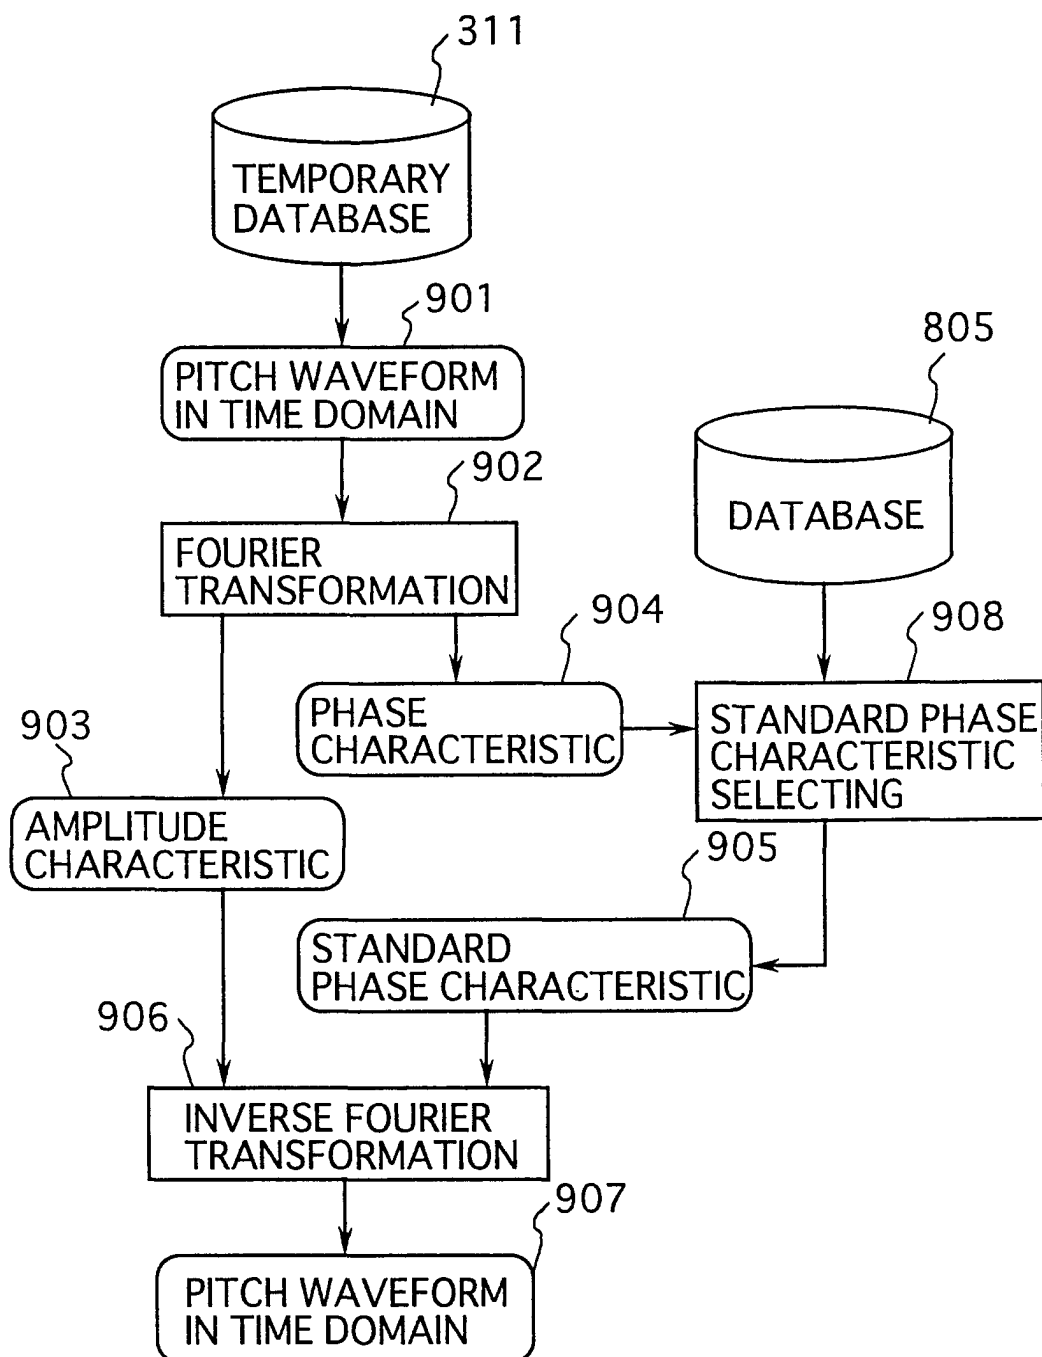 311
TEMPORARY
DATABASE
901
PITCH WAVEFORM
IN TIME DOMAIN
805
DATABASE
902
FOURIER
TRANSFORMATION
904
PHASE
CHARACTERISTIC
908
STANDARD PHASE
CHARACTERISTIC
SELECTING
903
AMPLITUDE
CHARACTERISTIC
905
STANDARD
PHASE CHARACTERISTIC
906
INVERSE FOURIER
TRANSFORMATION
907
PITCH WAVEFORM
IN TIME DOMAIN